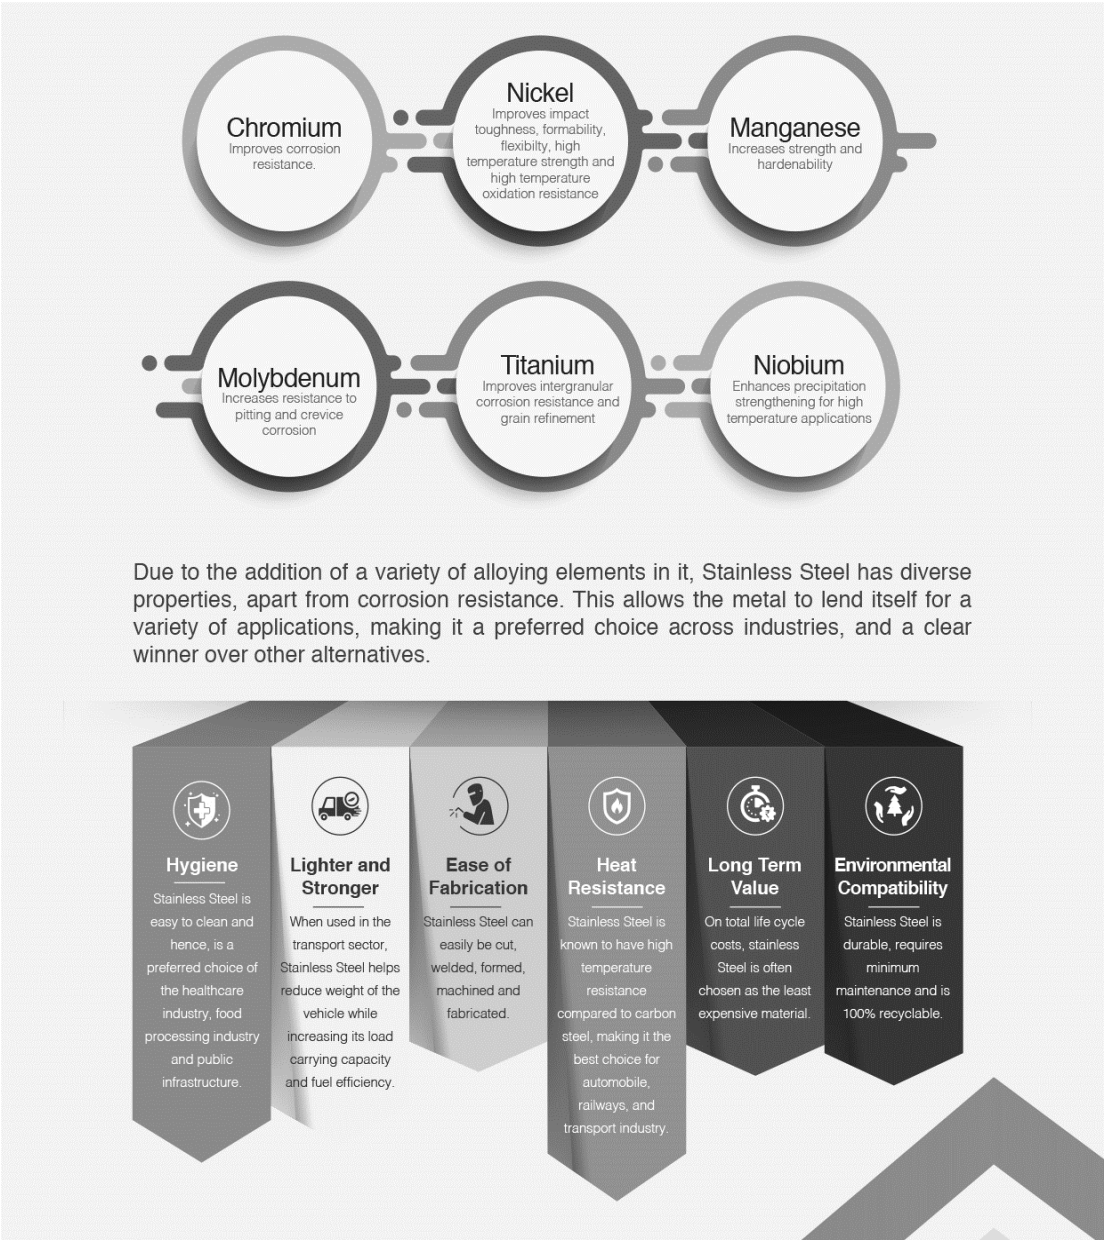 Chromium
Improves corrosion
resistance.
Nickel
Improves impact
toughness, formability,
flexibilty, high
temperature strength and
high temperature
oxidation resistance
Manganese
Increases strength and
hardenability
Molybdenum
Increases resistance to
pitting and crevice
corrosion
Titanium
Improves intergranular
corrosion resistance and
grain refinement
Niobium
Enhances precipitation
strengthening for high
temperature applications
Due to the addition of a variety of alloying elements in it, Stainless Steel has diverse
properties, apart from corrosion resistance. This allows the metal to lend itself for a
variety of applications, making it a preferred choice across industries, and a clear
winner over other alternatives.
Hygiene
Stainless Steel is
easy to clean and
hence, is a
preferred choice of
the healthcare
industry, food
processing industry
and public
infrastructure.
Lighter and
Stronger
When used in the
transport sector,
Stainless Steel helps
reduce weight of the
vehicle while
increasing its load
carrying capacity
and fuel efficiency.
Ease of
Fabrication
Stainless Steel can
easily be cut,
welded, formed,
machined and
fabricated.
Heat
Resistance
Stainless Steel is
known to have high
temperature
resistance
compared to carbon
steel, making it the
best choice for
automobile,
railways, and
transport industry.
Long Term
Value
On total life cycle
costs, stainless
Steel is often
chosen as the least
expensive material.
Environmental
Compatibility
Stainless Steel is
durable, requires
minimum
maintenance and is
100% recyclable.